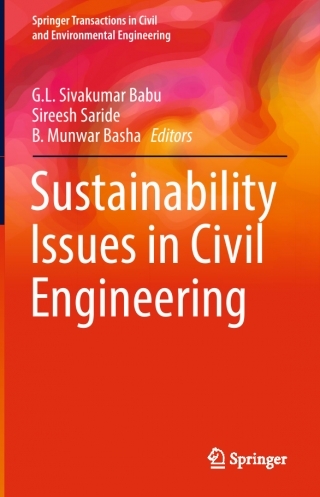 Springer Transactions in Civil
and Environmental Engineering
G.L. Sivakumar Babu
Sireesh Saride
B. Munwar Basha Editors
Sustainability
Issues in Civil
Engineering
Springer